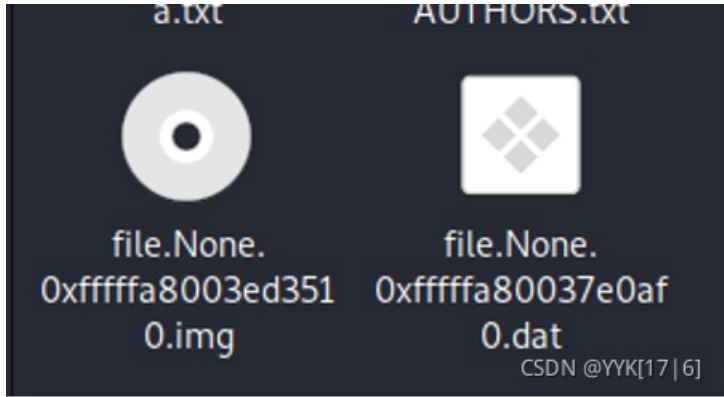 a.txt AUTHORS.txt
file.None. file.None.
0xfffffa8003ed351 0xfffffa80037e0af
0.img 0.dat
CSDN @YYK[17|6]